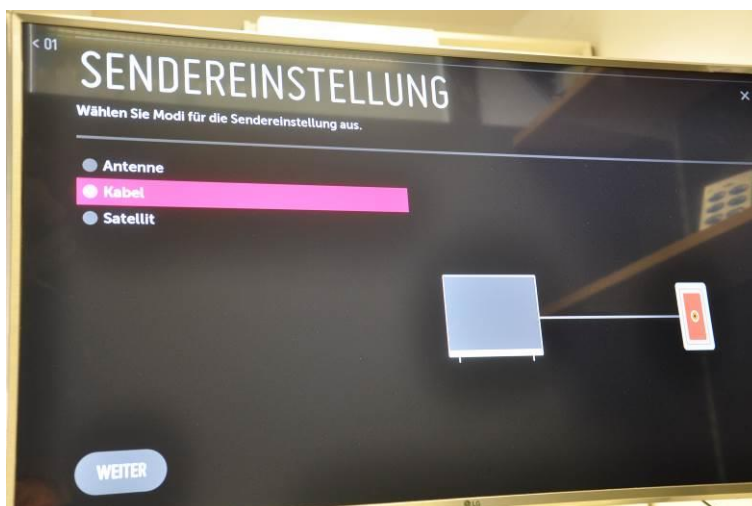 < 01
SENDEREINSTELLUNG
Wählen Sie Modi für die Sendereinstellung aus.
Antenne
Kabel
Satellit
WEITER
LG